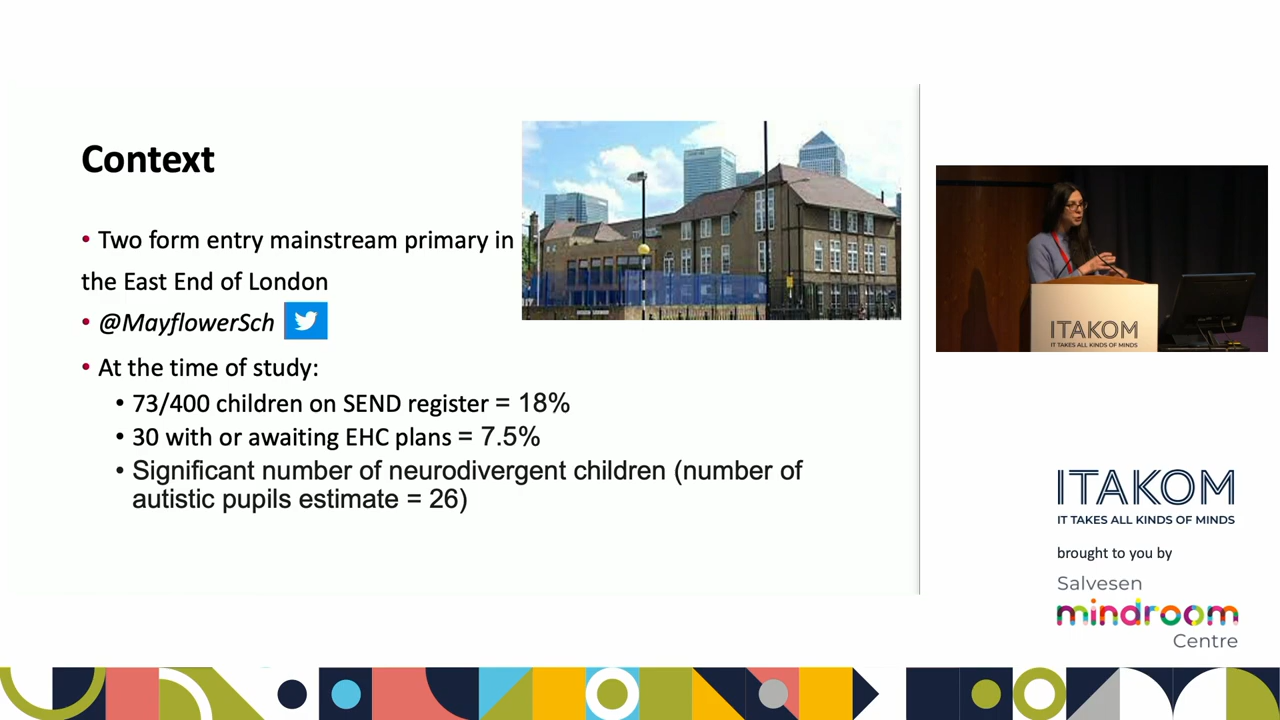 Context
• Two form entry mainstream primary in
the East End of London
• @MayflowerSch
• At the time of study:
• 73/400 children on SEND register = 18%
• 30 with or awaiting EHC plans = 7.5%
• Significant number of neurodivergent children (number of
autistic pupils estimate = 26)
ITAKOM
IT TAKES ALL KINDS OF MINDS
ITAKOM
IT TAKES ALL KINDS OF MINDS
brought to you by
Salvesen
mindroom
Centre